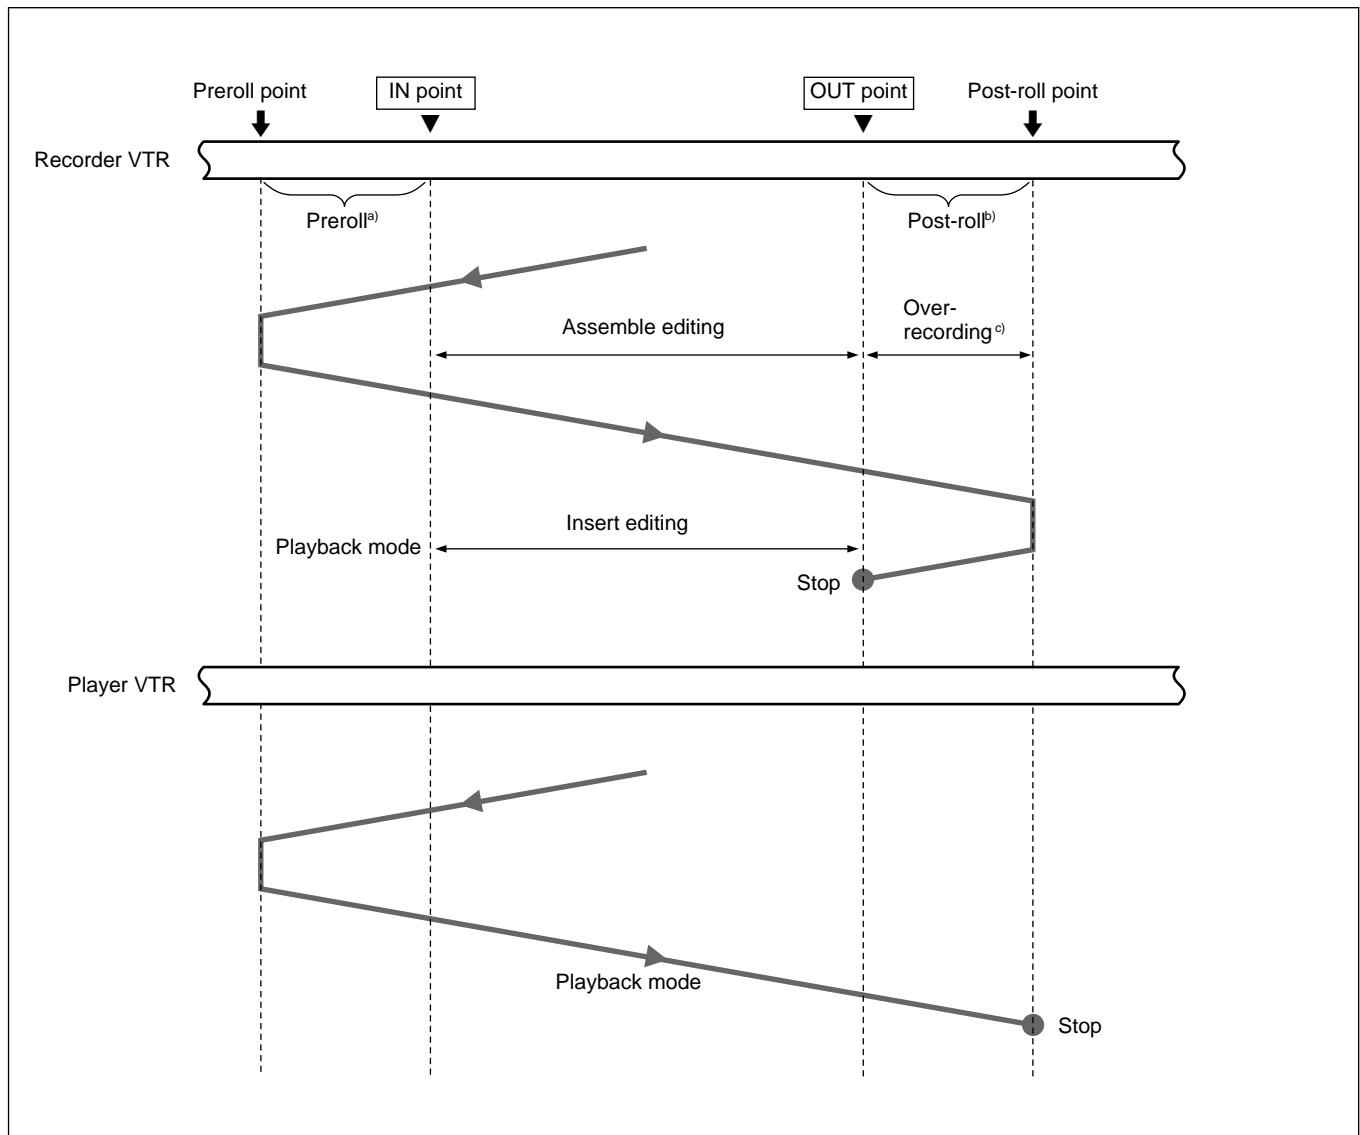 Preroll point
IN point
OUT point
Post-roll point
Recorder VTR
Preroll a)
Post-roll b)
Over-
recording c)
Assemble editing
Insert editing
Playback mode
Stop
Player VTR
Playback mode
Stop